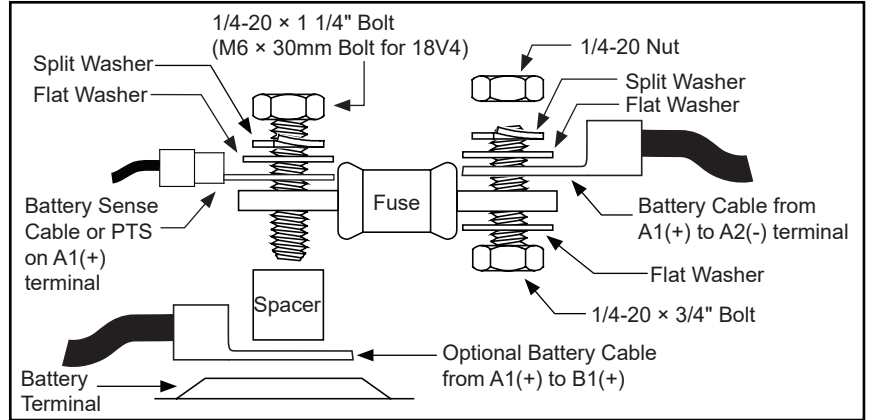 1/4-20 × 1 1/4" Bolt
(M6 × 30mm Bolt for 18V4)
Split Washer
Flat Washer
1/4-20 Nut
Split Washer
Flat Washer
Fuse
Battery Sense
Cable or PTS
on A1(+)
terminal
Battery Cable from
A1(+) to A2(-) terminal
Flat Washer
Spacer
1/4-20 × 3/4" Bolt
Optional Battery Cable
from A1(+) to B1(+)
Battery
Terminal